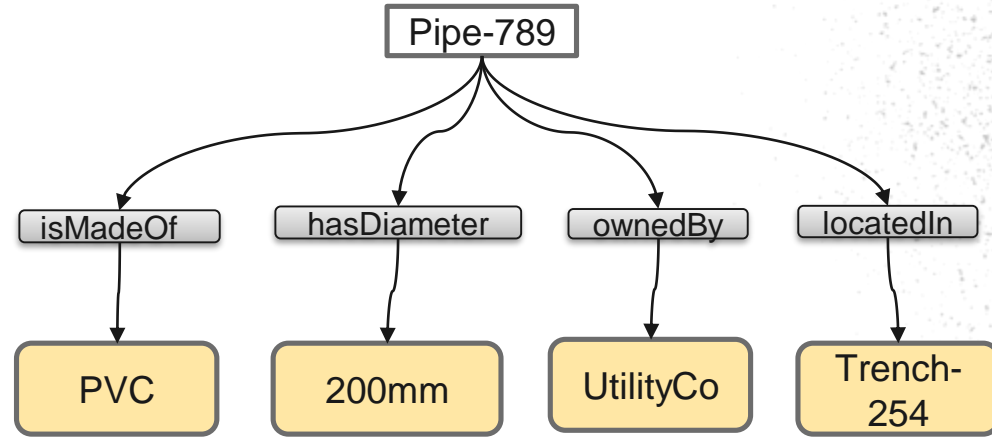 Pipe-789
isMadeOf
hasDiameter
ownedBy
locatedIn
PVC
200mm
UtilityCo
Trench-
254